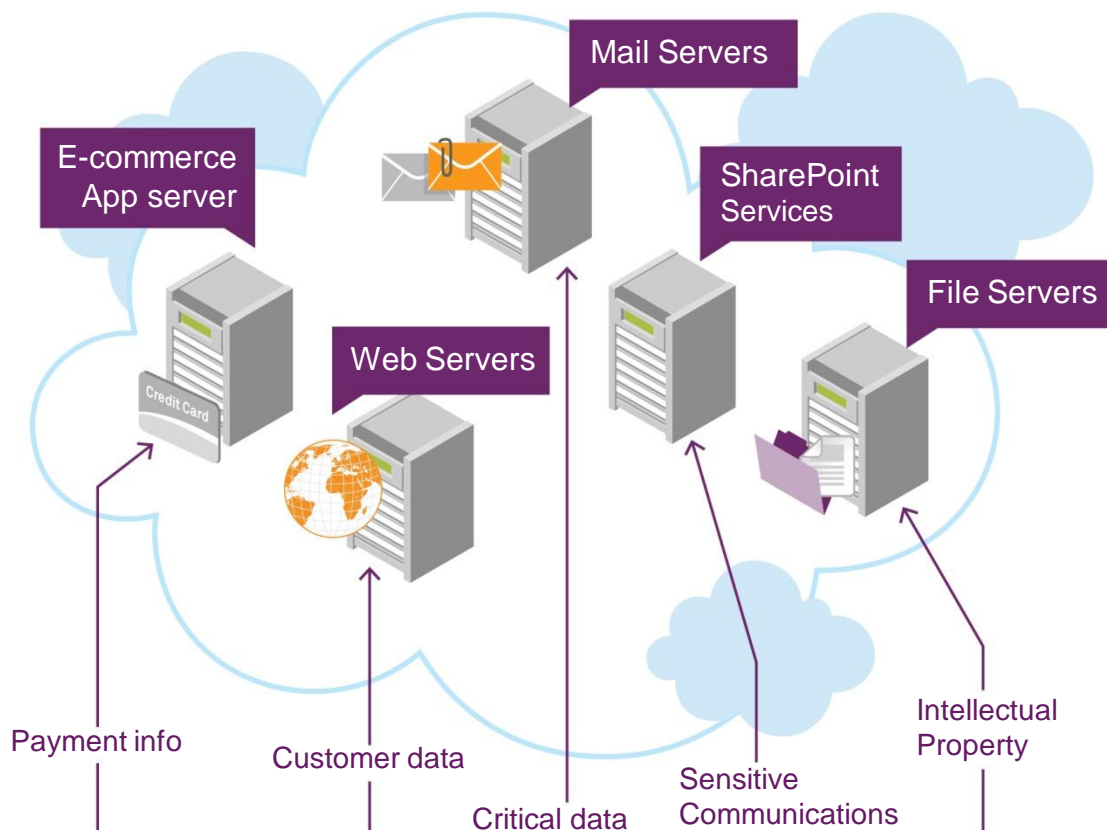 Mail Servers
E-commerce
App server
SharePoint
Services
File Servers
Web Servers
Credit Card
Payment info
Customer data
Critical data
Sensitive
Communications
Intellectual
Property